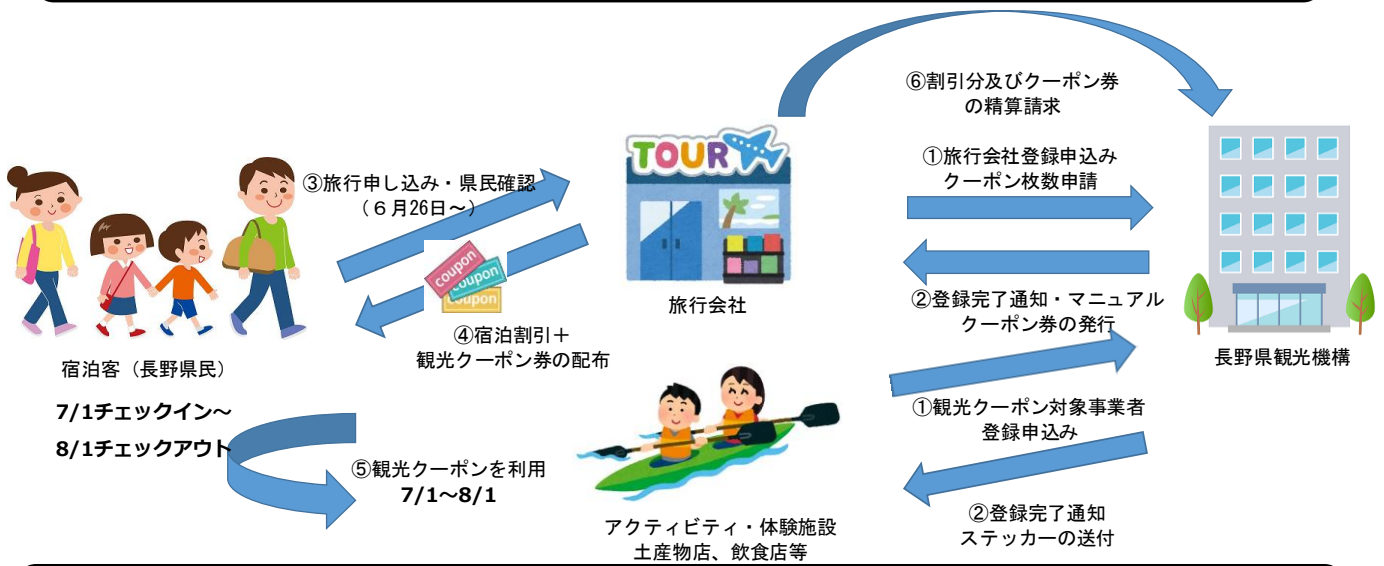 ⑥割引分及びクーポン券
の精算請求
TOUR
①旅行会社登録申込み
クーポン枚数申請
③旅行申し込み・県民確認
(６月26日～)
coupon
coupon
coupon
旅行会社
②登録完了通知・マニュアル
クーポン券の発行
④宿泊割引＋
観光クーポン券の配布
長野県観光機構
宿泊客（長野県民）
7/1チェックイン～
8/1チェックアウト
①観光クーポン対象事業者
登録申込み
⑤観光クーポンを利用
7/1～8/1
②登録完了通知
ステッカーの送付
アクティビティ・体験施設
土産物店、飲食店等